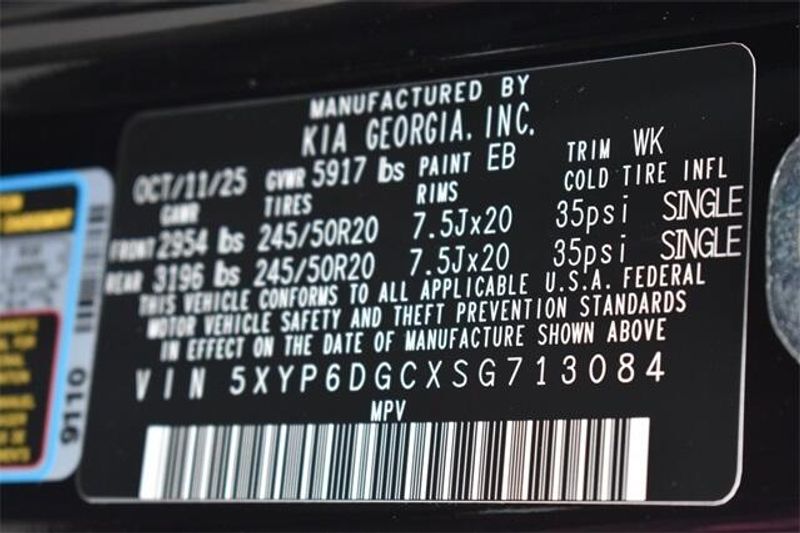 MANUFACTURED BY
KIA GEORGIA, INC.
OCT/11/25 GVWR 5917 lbs PAINT EB TRIM WK
GAWR TIRES RIMS COLD TIRE INFL
FRONT 2954 lbs 245/50R20 7.5Jx20 35psi SINGLE
REAR 3196 lbs 245/50R20 7.5Jx20 35psi SINGLE
THIS VEHICLE CONFORMS TO ALL APPLICABLE U.S.A. FEDERAL
MOTOR VEHICLE SAFETY AND THEFT PREVENTION STANDARDS
IN EFFECT ON THE DATE OF MANUFACTURE SHOWN ABOVE
VIN 5XYP6DGCXSG713084
MPV
9110